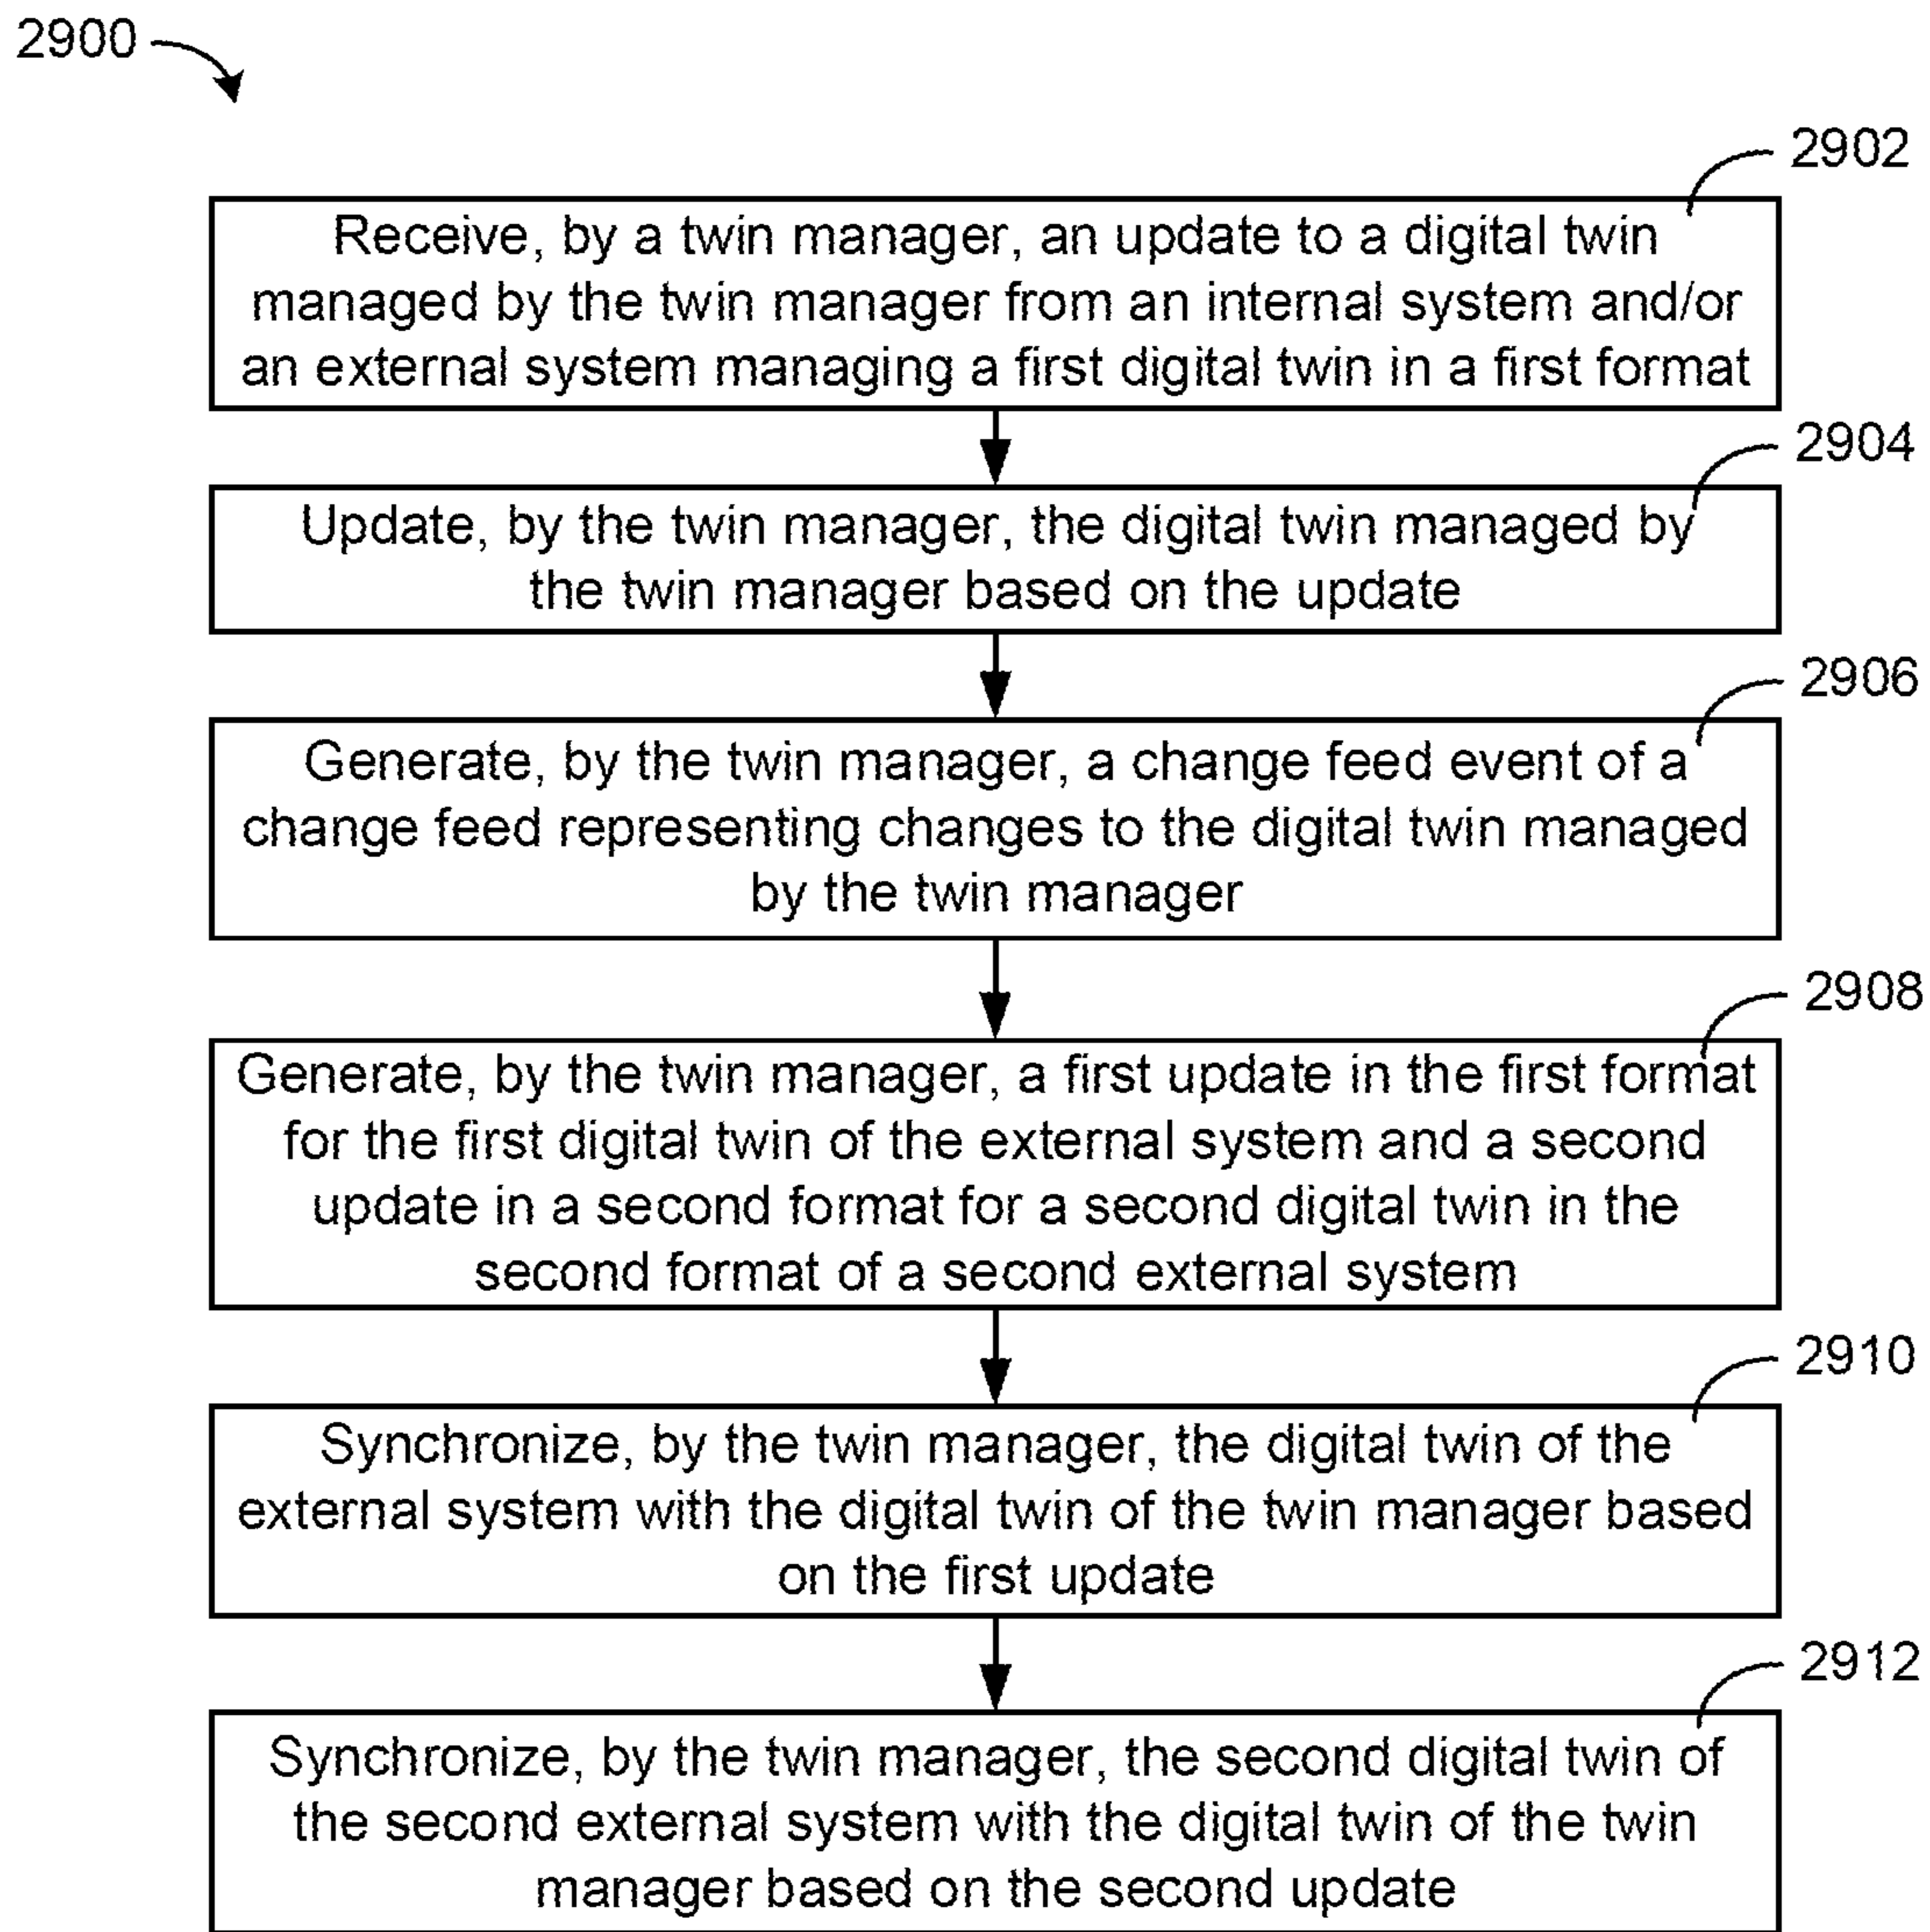 2900
2902
Receive, by a twin manager, an update to a digital twin
managed by the twin manager from an internal system and/or
an external system managing a first digital twin in a first format
2904
Update, by the twin manager, the digital twin managed by
the twin manager based on the update
2906
Generate, by the twin manager, a change feed event of a
change feed representing changes to the digital twin managed
by the twin manager
2908
Generate, by the twin manager, a first update in the first format
for the first digital twin of the external system and a second
update in a second format for a second digital twin in the
second format of a second external system
2910
Synchronize, by the twin manager, the digital twin of the
external system with the digital twin of the twin manager based
on the first update
2912
Synchronize, by the twin manager, the second digital twin of
the second external system with the digital twin of the twin
manager based on the second update